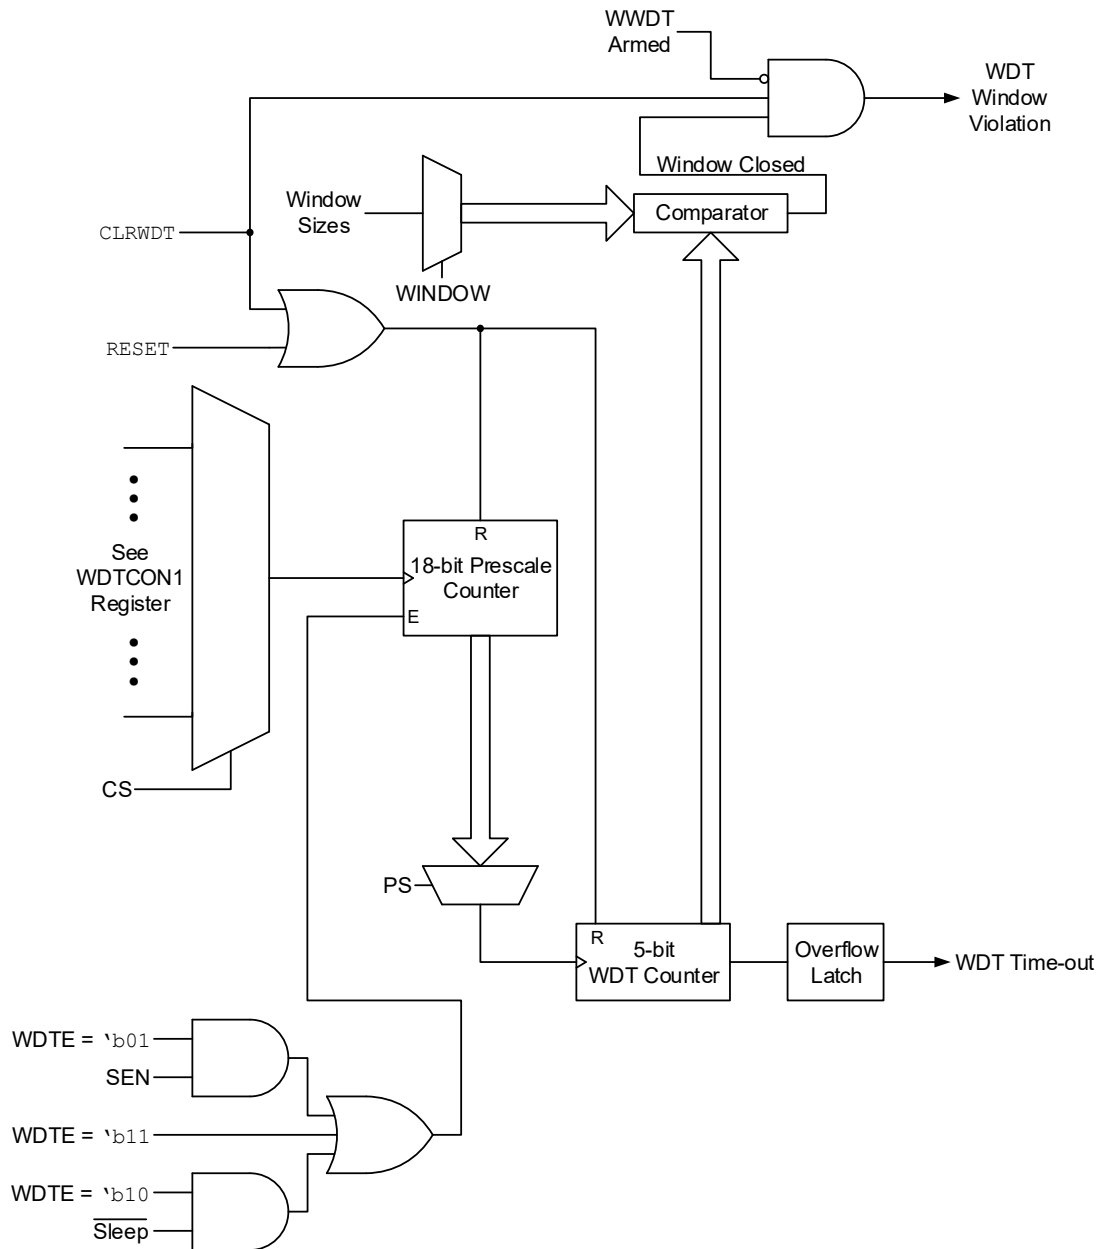 WWDT
Armed
WDT
Window
Violation
Window Closed
Window
Sizes
Comparator
CLRWDT
WINDOW
RESET
R
See
WDTCON1
Register
18-bit Prescale
Counter
E
CS
PS
R
5-bit
WDT Counter
Overflow
Latch
WDT Time-out
WDTE = ‘b01
SEN
WDTE = ‘b11
WDTE = ‘b10
Sleep